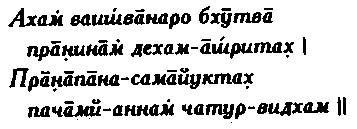 Ахам̇ ваиш́ва̄наро бхӯтва̄
пра̄н̣ина̄м̇ дехам-а̄ш́ритах̣ |
Пра̄н̣а̄па̄на-сама̄йуктах̣
пача̄мй-аннам̇ чатур-видхам ||